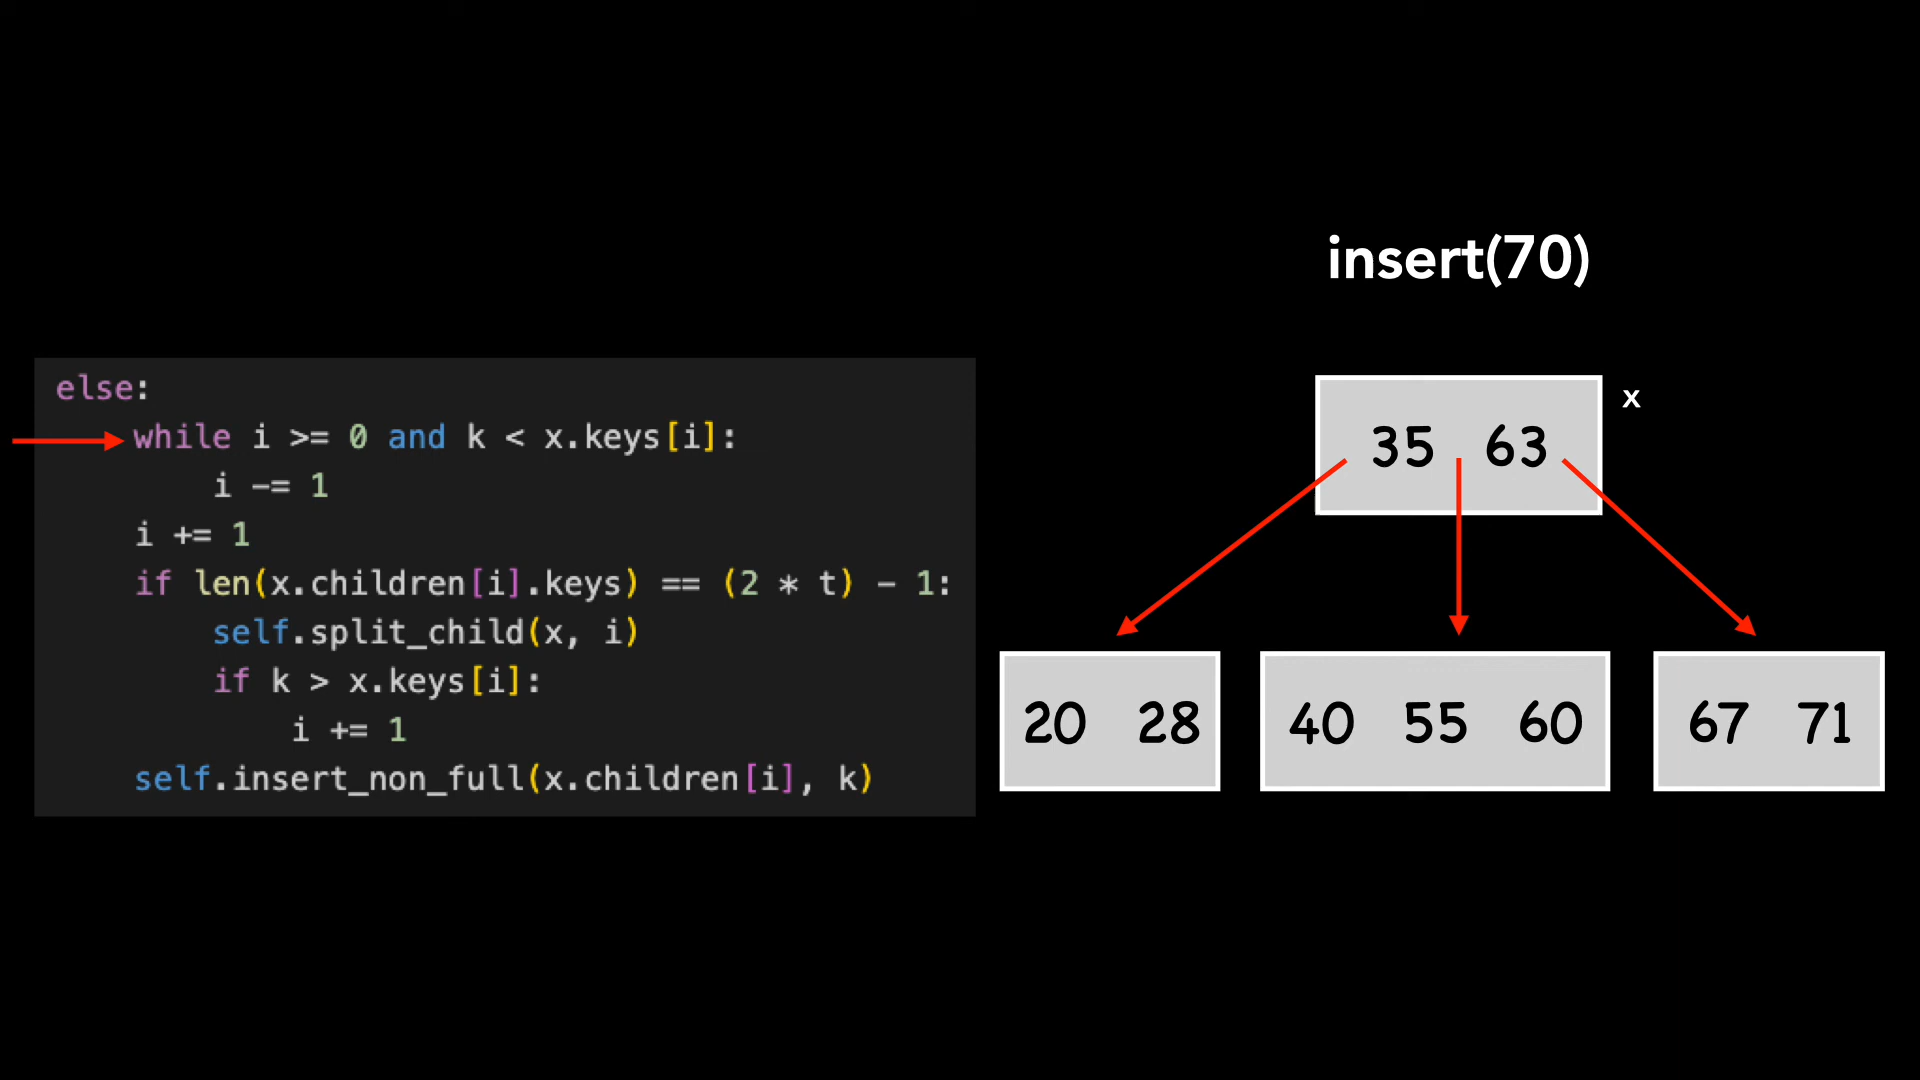 else:
while i >= 0 and k < x.keys[i]:
i -= 1
i += 1
if len(x.children[i].keys) == (2 * t) - 1:
self.split_child(x, i)
if k > x.keys[i]:
i += 1
self.insert_non_full(x.children[i], k)
insert(70)
x
35 63
20 28
40 55 60
67 71